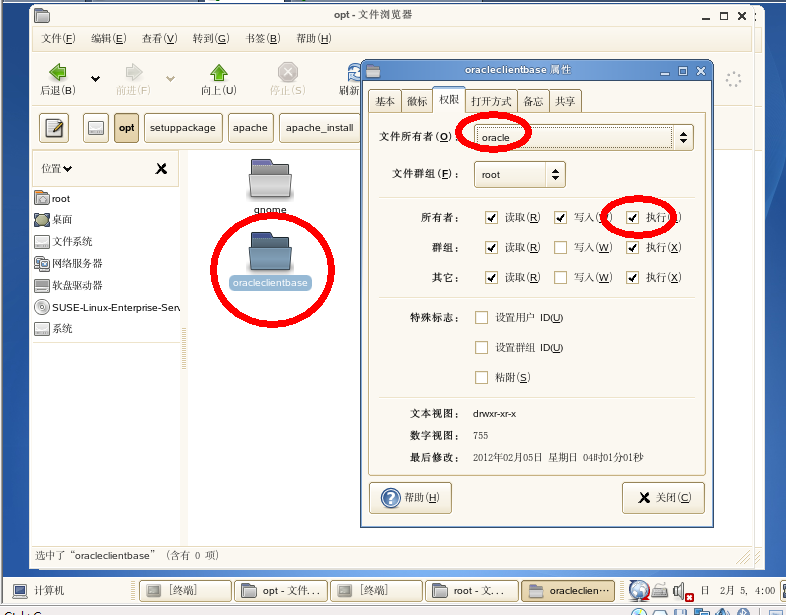 opt - 文件浏览器
文件(F) 编辑(E) 查看(V) 转到(G) 书签(B) 帮助(H)
后退(B) 前进(F) 向上(U) 停止(S) 刷新
opt setuppackage apache apache_install
位置
root
桌面
文件系统
网络服务器
软盘驱动器
SUSE-Linux-Enterprise-Serv
系统
gnome
oracleclientbase
选中了“oracleclientbase” (含有 0 项)
oracleclientbase 属性
基本 徽标 权限 打开方式 备忘 共享
文件所有者(O): oracle
文件群组(F): root
所有者: 读取(R) 写入 执行
群组: 读取(R) 写入(W) 执行(X)
其它: 读取(R) 写入(W) 执行(X)
特殊标志: 设置用户 ID(U)
设置群组 ID(U)
粘附(S)
文本视图: drwxr-xr-x
数字视图: 755
最后修改: 2012年02月05日 星期日 04时01分01秒
帮助(H) 关闭(C)
计算机 [终端] opt - 文件... [终端] root - 文... oracleclien… 日 2月 5, 4:00